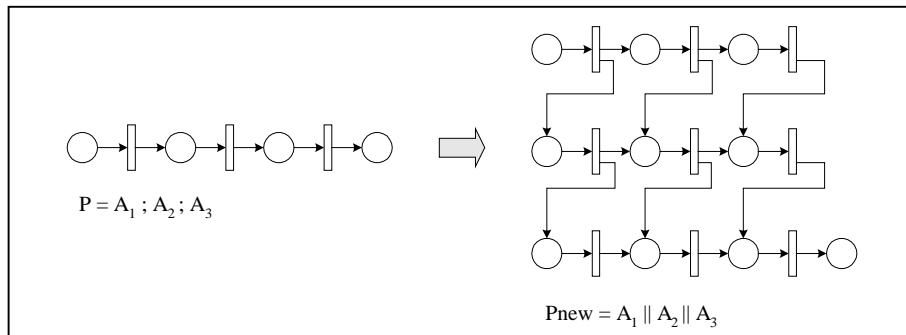 P = A₁ ; A₂ ; A₃
Pnew = A₁ || A₂ || A₃